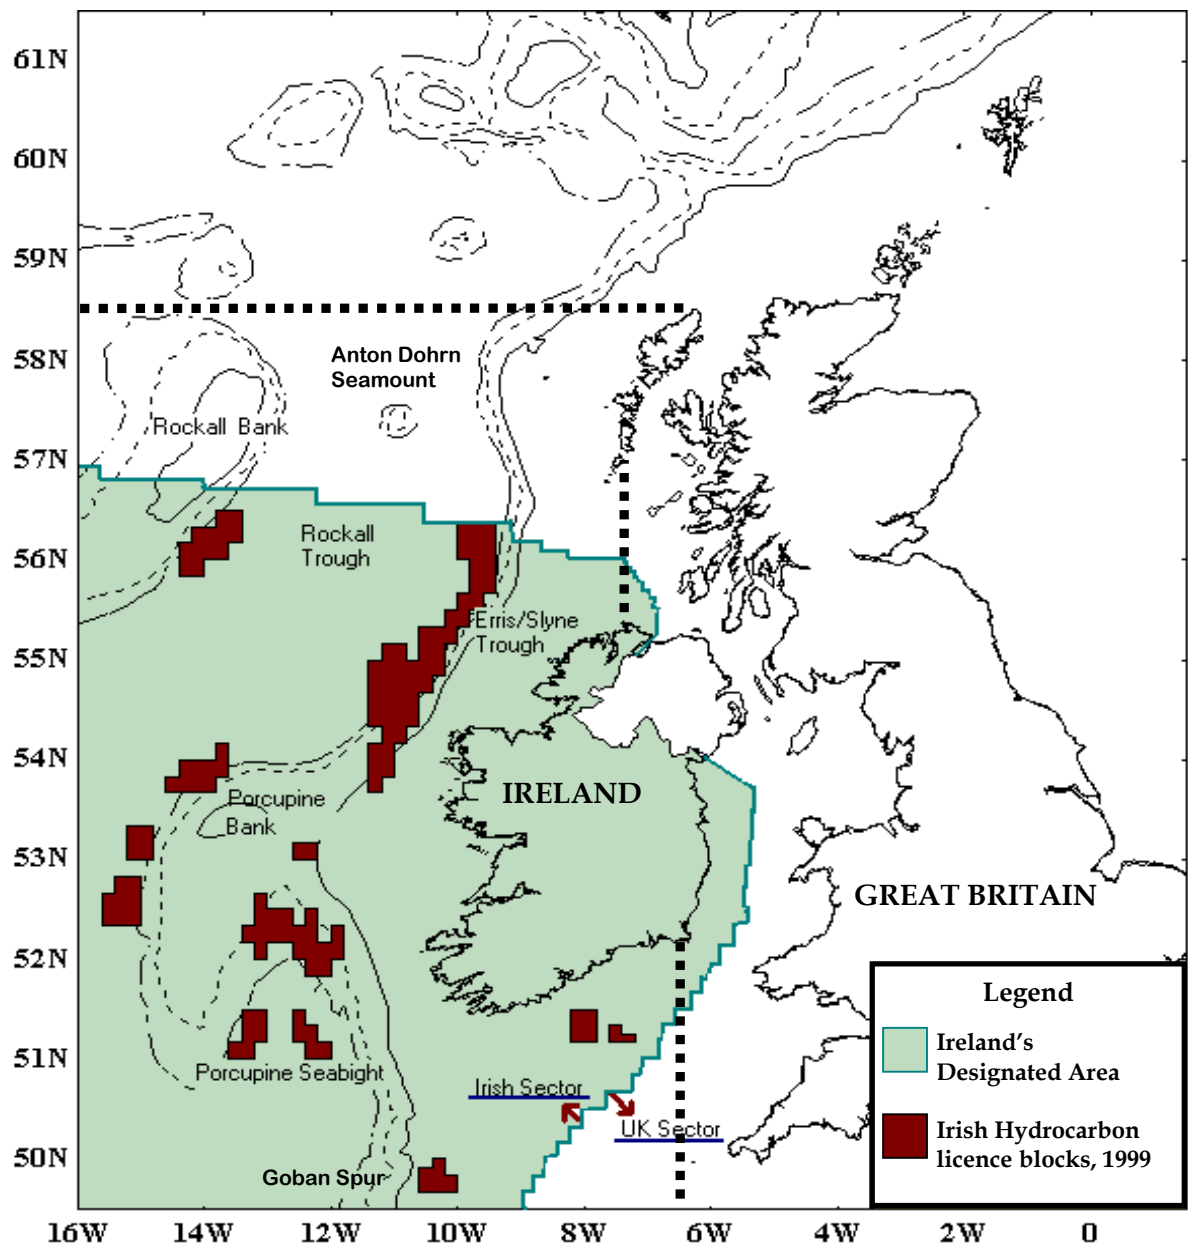 61N
60N
59N
58N
57N
56N
55N
54N
53N
52N
51N
50N
Anton Dohrn
Seamount
Rockall Bank
Rockall
Trough
Erris/Slyne
Trough
IRELAND
Porcupine
Bank
GREAT BRITAIN
Porcupine Seabight
Irish Sector
UK Sector
Goban Spur
Legend
Ireland's
Designated Area
Irish Hydrocarbon
licence blocks, 1999
16W
14W
12W
10W
8W
6W
4W
2W
0